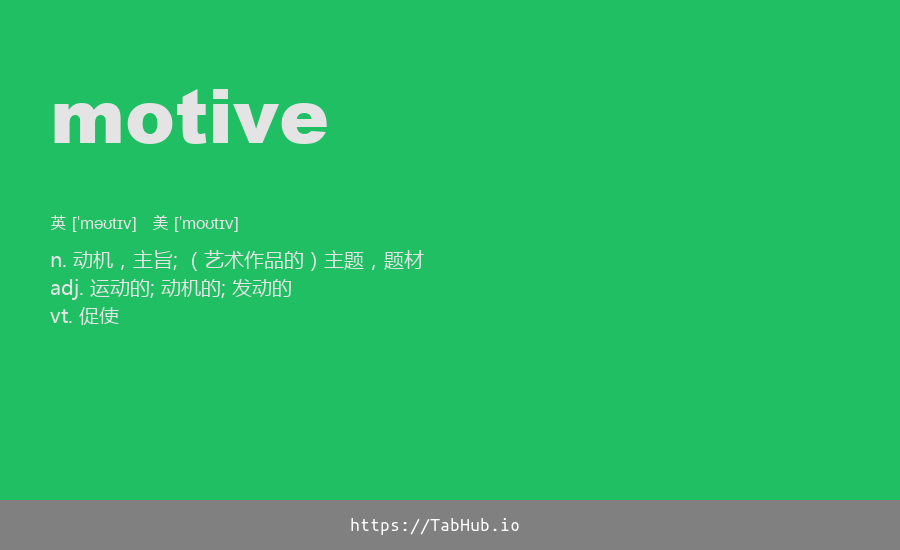 motive
英 [ˈməʊtɪv] 美 [ˈmoʊtɪv]
n. 动机，主旨; （艺术作品的）主题，题材
adj. 运动的; 动机的; 发动的
vt. 促使
https://TabHub.io